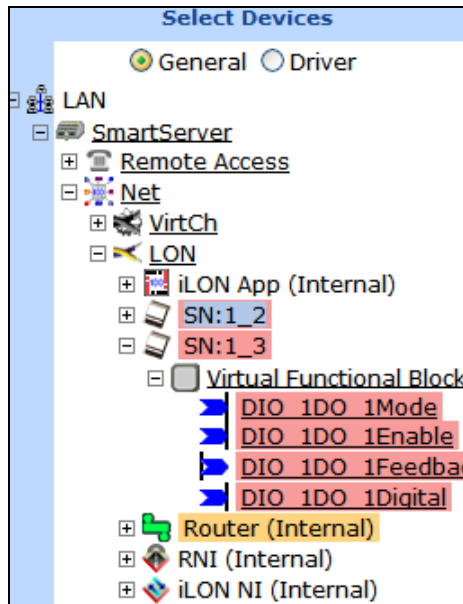 Select Devices
General Driver
LAN
SmartServer
Remote Access
Net
VirtCh
LON
iLON App (Internal)
SN:1_2
SN:1_3
Virtual Functional Block
DIO_1DO_1Mode
DIO_1DO_1Enable
DIO_1DO_1Feedba
DIO_1DO_1Digital
Router (Internal)
RNI (Internal)
iLON NI (Internal)